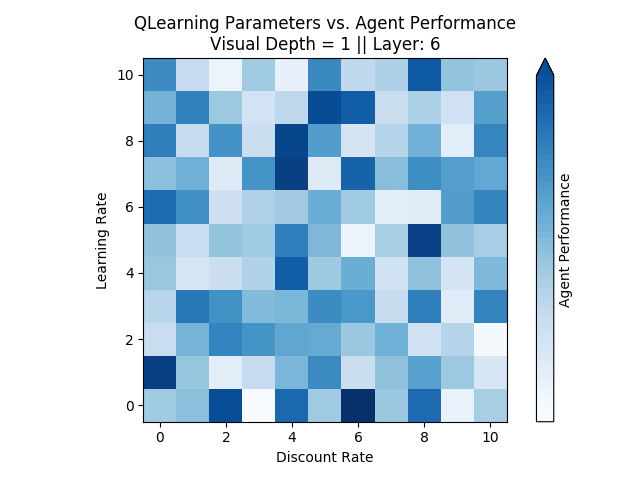 QLearning Parameters vs. Agent Performance
Visual Depth = 1 || Layer: 6
10
8
6
4
2
0
Learning Rate
0 2 4 6 8 10
Discount Rate
Agent Performance